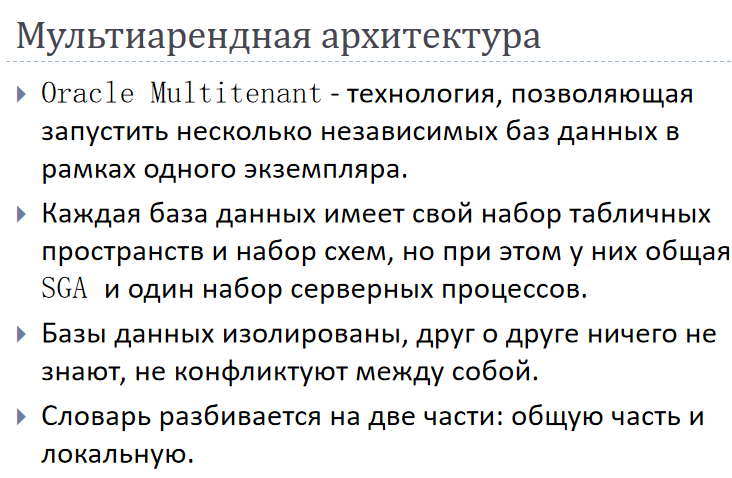 Мультиарендная архитектура
Oracle Multitenant - технология, позволяющая
запустить несколько независимых баз данных в
рамках одного экземпляра.
Каждая база данных имеет свой набор табличных
пространств и набор схем, но при этом у них общая
SGA и один набор серверных процессов.
Базы данных изолированы, друг о друге ничего не
знают, не конфликтуют между собой.
Словарь разбивается на две части: общую часть и
локальную.